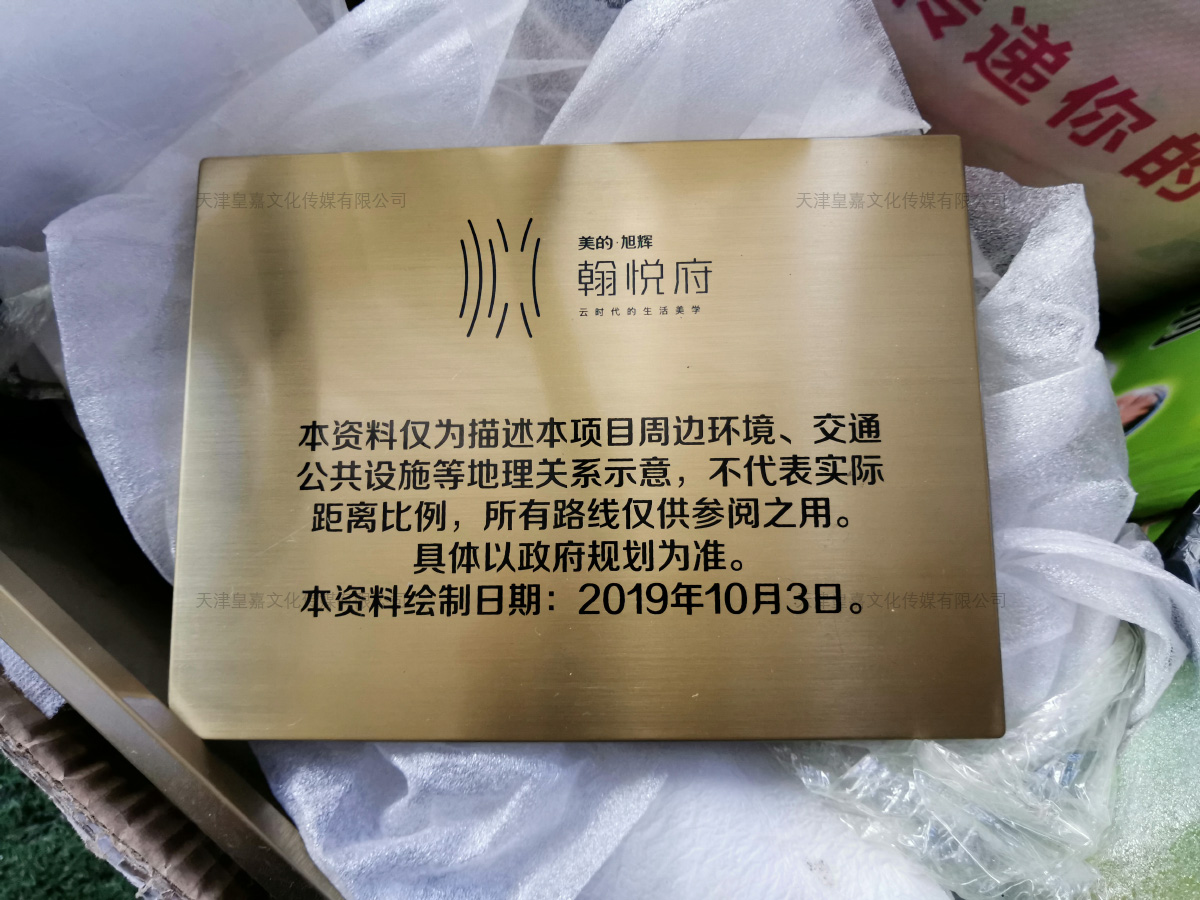 传递你的
天津皇嘉文化传媒有限公司
天津皇嘉文化传媒有限公司
美的·旭辉
翰悦府
云时代的生活美学
本资料仅为描述本项目周边环境、交通
公共设施等地理关系示意，不代表实际
距离比例，所有路线仅供参阅之用。
具体以政府规划为准。
本资料绘制日期：2019年10月3日。
天津皇嘉文化传媒有限公司
天津皇嘉文化传媒有限公司